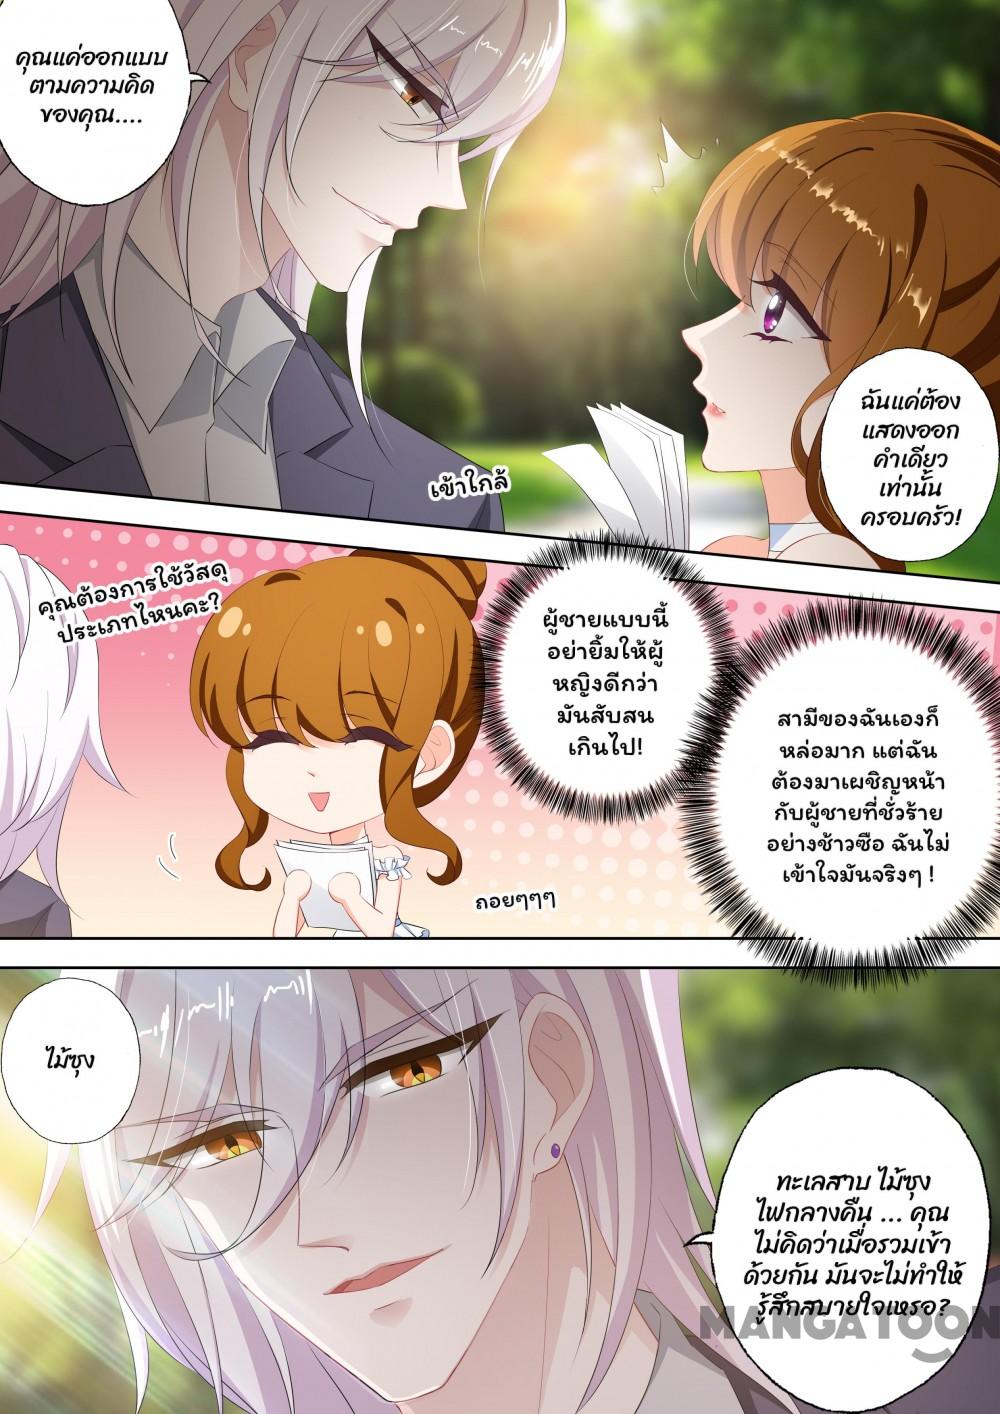 คุณแค่ออกแบบ
ตามความคิด
ของคุณ....
ฉันแค่ต้อง
แสดงออก
คำเดียว
เท่านั้น
ครอบครัว!
เข้าใกล้
คุณต้องการใช้วัสดุ
ประเภทไหนคะ?
ผู้ชายแบบนี้
อย่ายิ้มให้ผู้
หญิงดีกว่า
มันสับสน
เกินไป!
สามีของฉันเองก็
หล่อมาก แต่ฉัน
ต้องมาเผชิญหน้า
กับผู้ชายที่ชั่วร้าย
อย่างช้าวซือ ฉันไม่
เข้าใจมันจริงๆ !
ถอยๆๆๆ
ไม้ซุง
ทะเลสาบ ไม้ซุง
ไฟกลางคืน ... คุณ
ไม่คิดว่าเมื่อรวมเข้า
ด้วยกัน มันจะไม่ทำให้
รู้สึกสบายใจเหรอ?
MANGATOON